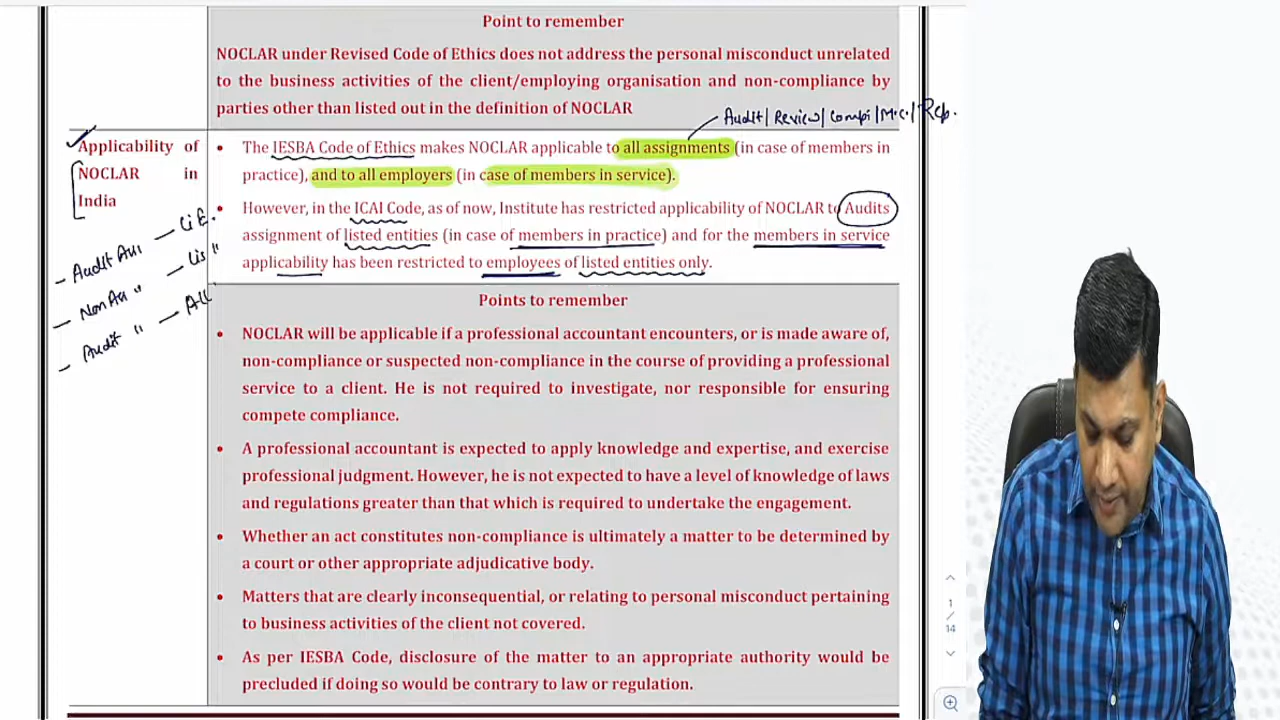 Point to remember
NOCLAR under Revised Code of Ethics does not address the personal misconduct unrelated
to the business activities of the client/employing organisation and non-compliance by
parties other than listed out in the definition of NOCLAR
Audit/ Review/ Compi/M.C./ Rep.
Applicability of
NOCLAR in
India
• The IESBA Code of Ethics makes NOCLAR applicable to all assignments (in case of members in
practice), and to all employers (in case of members in service).
• However, in the ICAI Code, as of now, Institute has restricted applicability of NOCLAR to Audits
assignment of listed entities (in case of members in practice) and for the members in service
applicability has been restricted to employees of listed entities only.
- Audit Ass — Li E.
- Non Au " — Lis "
- Audit " — All
Points to remember
• NOCLAR will be applicable if a professional accountant encounters, or is made aware of,
non-compliance or suspected non-compliance in the course of providing a professional
service to a client. He is not required to investigate, nor responsible for ensuring
compete compliance.
• A professional accountant is expected to apply knowledge and expertise, and exercise
professional judgment. However, he is not expected to have a level of knowledge of laws
and regulations greater than that which is required to undertake the engagement.
• Whether an act constitutes non-compliance is ultimately a matter to be determined by
a court or other appropriate adjudicative body.
• Matters that are clearly inconsequential, or relating to personal misconduct pertaining
to business activities of the client not covered.
• As per IESBA Code, disclosure of the matter to an appropriate authority would be
precluded if doing so would be contrary to law or regulation.
1
/
14